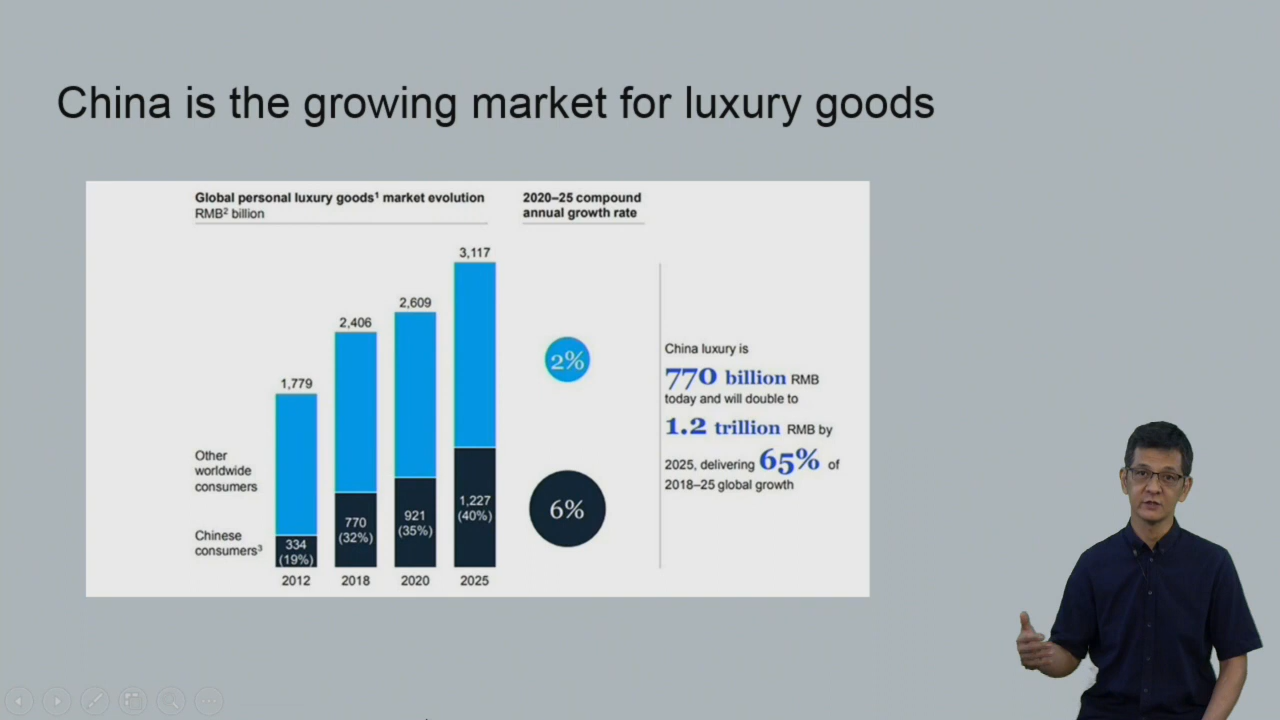 China is the growing market for luxury goods
Global personal luxury goods¹ market evolution
RMB² billion
2020–25 compound
annual growth rate
3,117
2,609
2,406
1,779
2%
China luxury is
770 billion RMB
today and will double to
1.2 trillion RMB by
2025, delivering 65% of
2018–25 global growth
Other
worldwide
consumers
Chinese
consumers³
334
(19%)
770
(32%)
921
(35%)
1,227
(40%)
6%
2012
2018
2020
2025